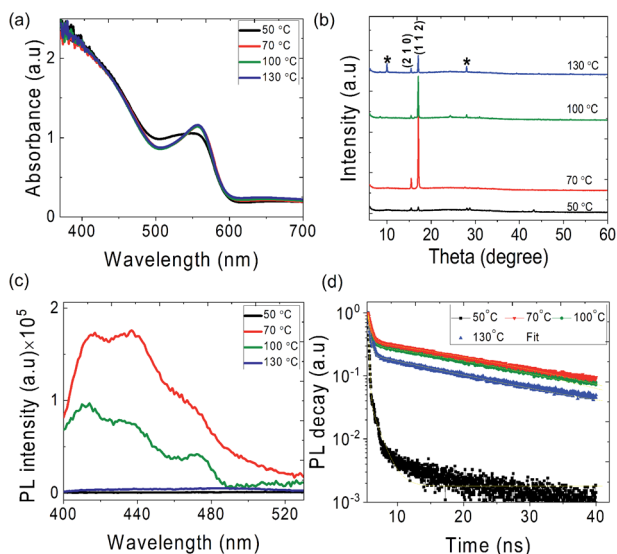 (a)
50 °C
70 °C
100 °C
130 °C
2
1
0
400 500 600 700
Absorbance (a.u)
Wavelength (nm)
(b)
*
(2 1 0)
(1 1 2)
*
130 °C
100 °C
70 °C
50 °C
10 20 30 40 50 60
Intensity (a.u)
Theta (degree)
(c)
50 °C
70 °C
100 °C
130 °C
2
1
0
400 440 480 520
PL intensity (a.u)×10⁵
Wavelength (nm)
(d)
50°C 70°C 100°C
130°C Fit
10⁰
10⁻¹
10⁻²
10⁻³
10 20 30 40
PL decay (a.u)
Time (ns)